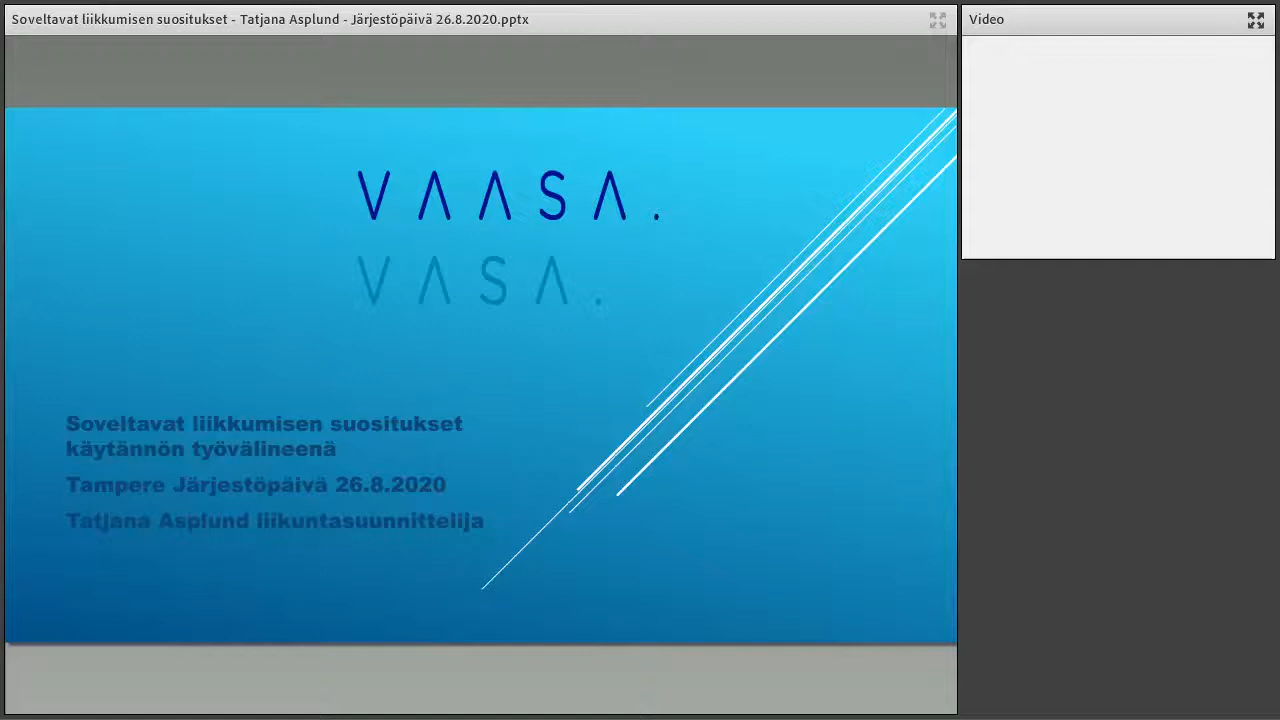 Soveltavat liikkumisen suositukset - Tatjana Asplund - Järjestöpäivä 26.8.2020.pptx
Video
VAASA.
VASA.
Soveltavat liikkumisen suositukset
käytännön työvälineenä
Tampere Järjestöpäivä 26.8.2020
Tatjana Asplund liikuntasuunnittelija